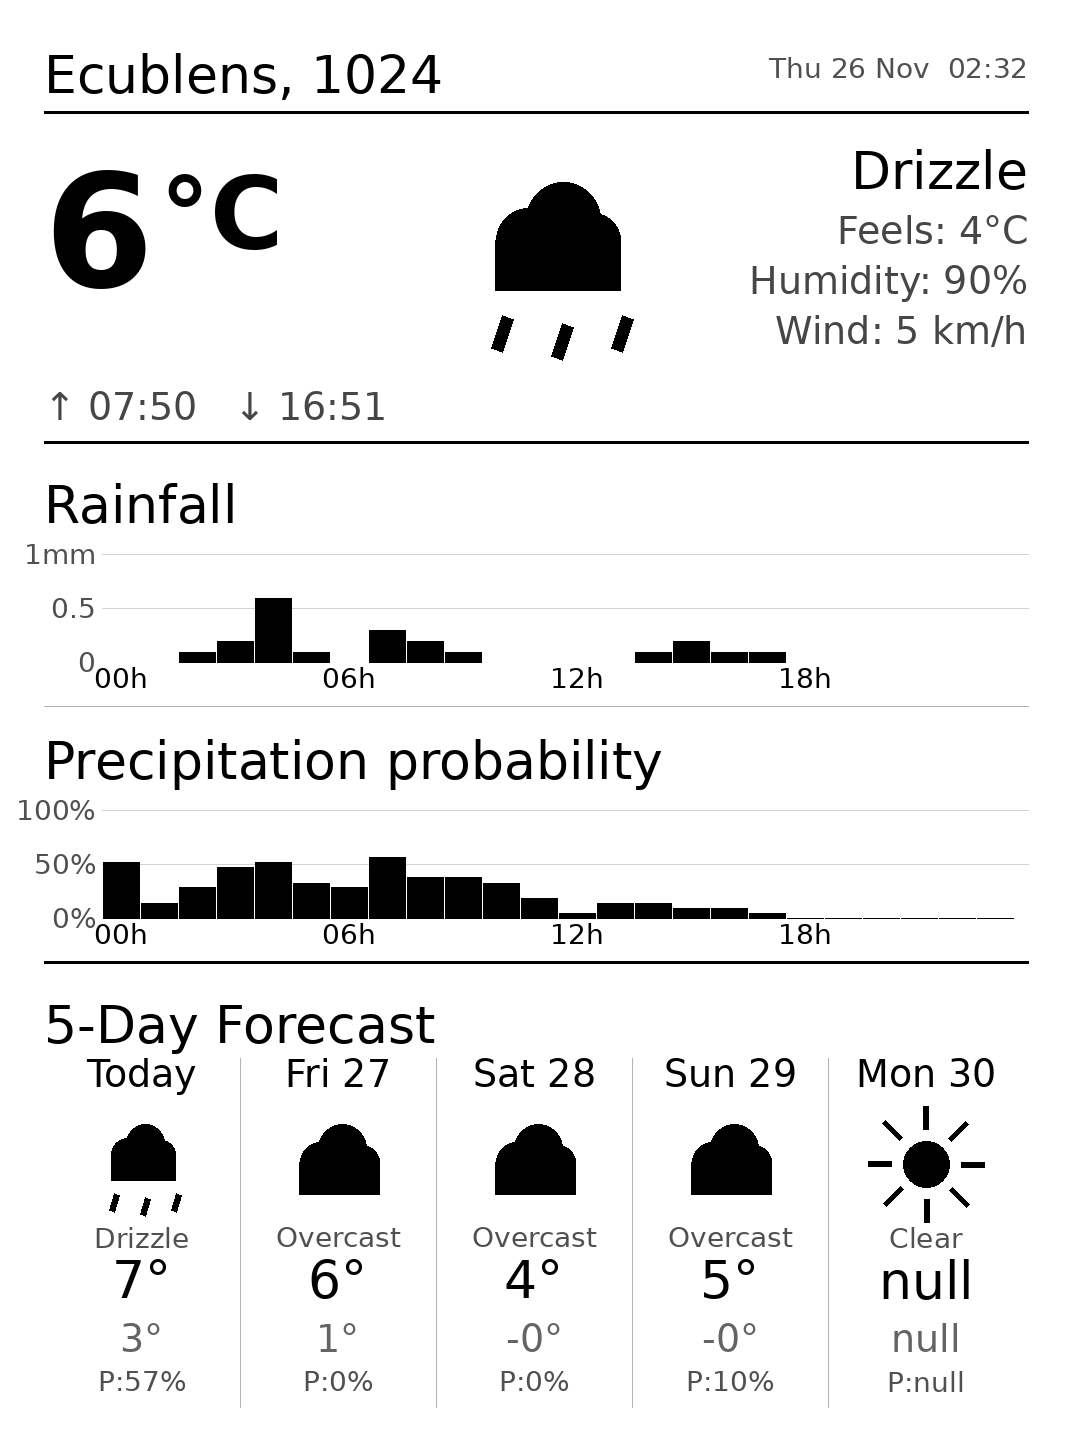 Ecublens, 1024
Thu 26 Nov 02:32
6°C
Drizzle
Feels: 4°C
Humidity: 90%
Wind: 5 km/h
↑ 07:50 ↓ 16:51
Rainfall
1mm
0.5
0
00h 06h 12h 18h
Precipitation probability
100%
50%
0%
00h 06h 12h 18h
5-Day Forecast
Today Fri 27 Sat 28 Sun 29 Mon 30
Drizzle Overcast Overcast Overcast Clear
7° 6° 4° 5° null
3° 1° -0° -0° null
P:57% P:0% P:0% P:10% P:null